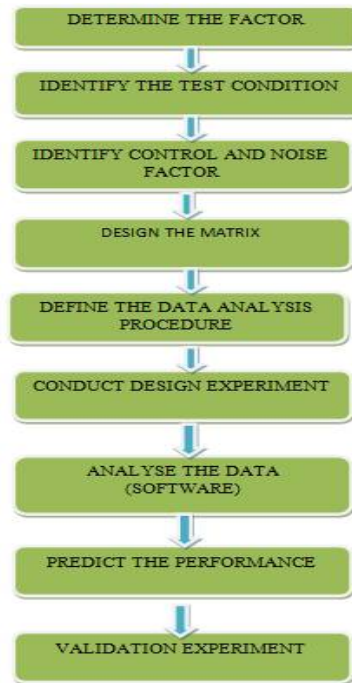 DETERMINE THE FACTOR
IDENTIFY THE TEST CONDITION
IDENTIFY CONTROL AND NOISE
FACTOR
DESIGN THE MATRIX
DEFINE THE DATA ANALYSIS
PROCEDURE
CONDUCT DESIGN EXPERIMENT
ANALYSE THE DATA
(SOFTWARE)
PREDICT THE PERFORMANCE
VALIDATION EXPERIMENT